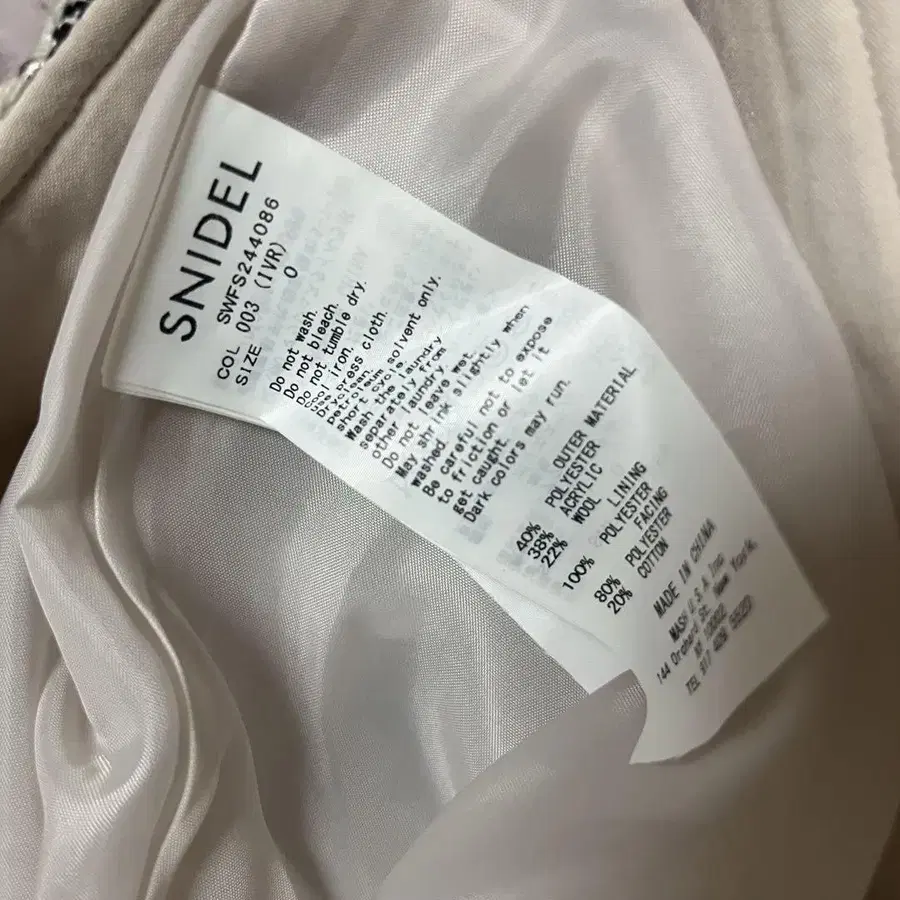 SNIDEL
SWFS244086
COL 003 (IVR)
SIZE 0
Do not wash.
Do not bleach.
Do not tumble dry.
Cool iron.
Use press cloth.
Dryclean.
petroleum solvent only.
short cycle
Wash the laundry
separately from
other laundry.
Do not leave wet.
May shrink slightly when
washed.
Be careful not to expose
to friction or let it
get caught.
Dark colors may run.
OUTER MATERIAL
40% POLYESTER
38% ACRYLIC
22% WOOL
LINING
100% POLYESTER
FACING
80% POLYESTER
20% COTTON
MADE IN CHINA
MASH U.S.A Inc.
144 Orchard St. New York,
NY 10002
TEL 917